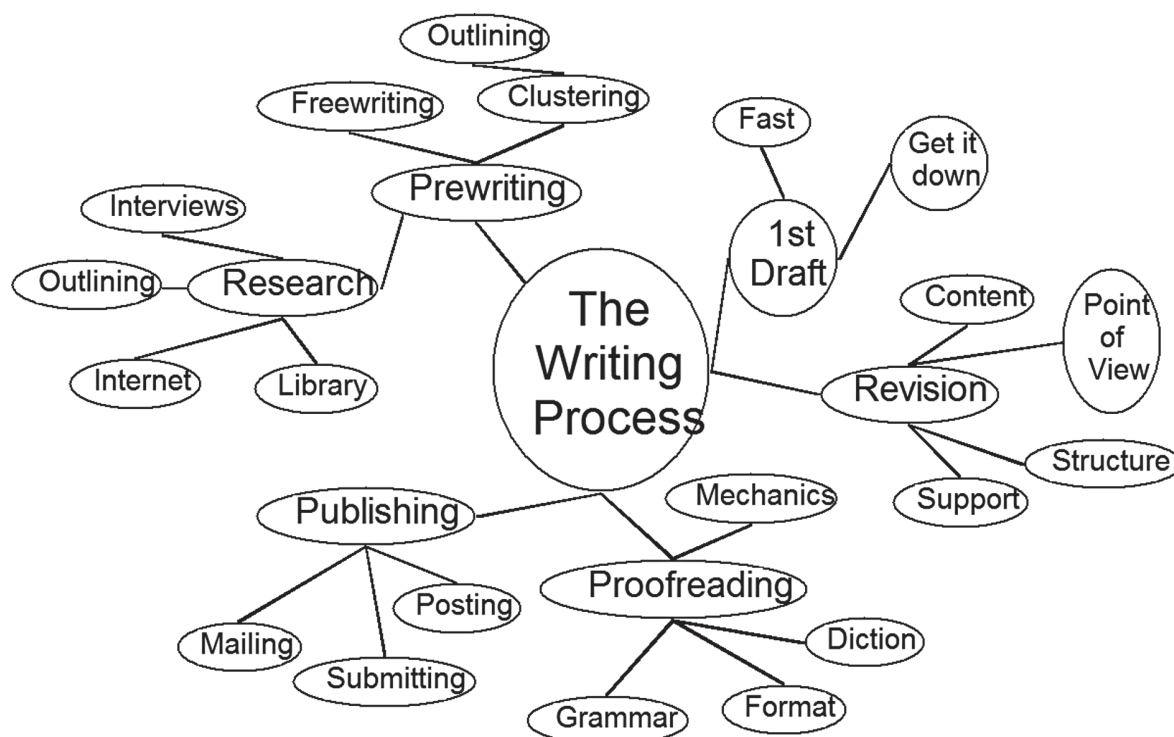 Outlining
Freewriting
Clustering
Fast
Get it
down
Prewriting
Interviews
1st
Draft
Outlining
Research
Content
Point
of
View
The
Writing
Process
Internet
Library
Revision
Structure
Support
Mechanics
Publishing
Proofreading
Posting
Mailing
Submitting
Diction
Format
Grammar